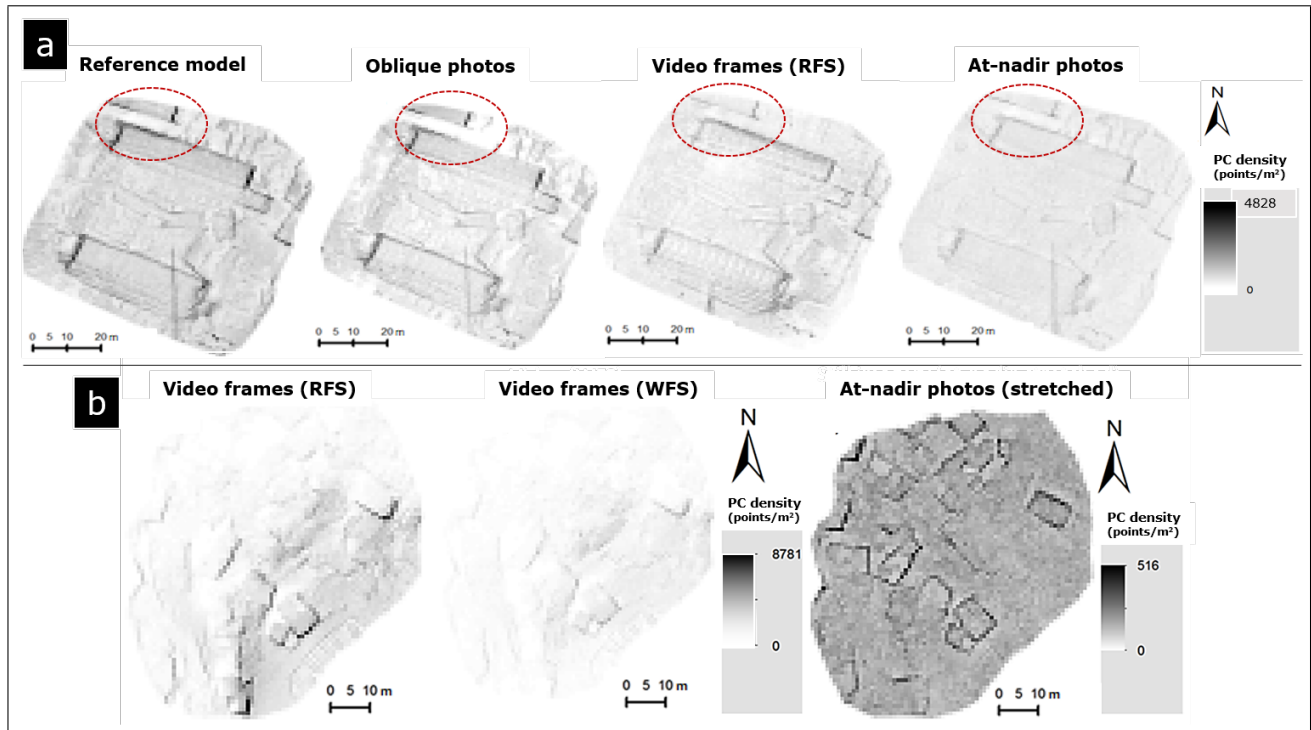 a
Reference model
Oblique photos
Video frames (RFS)
At-nadir photos
N
PC density
(points/m²)
4828
0
0 5 10 20 m
0 5 10 20 m
0 5 10 20 m
0 5 10 20 m
b
Video frames (RFS)
Video frames (WFS)
At-nadir photos (stretched)
N
PC density
(points/m²)
8781
0
N
PC density
(points/m²)
516
0
0 5 10 m
0 5 10 m
0 5 10 m